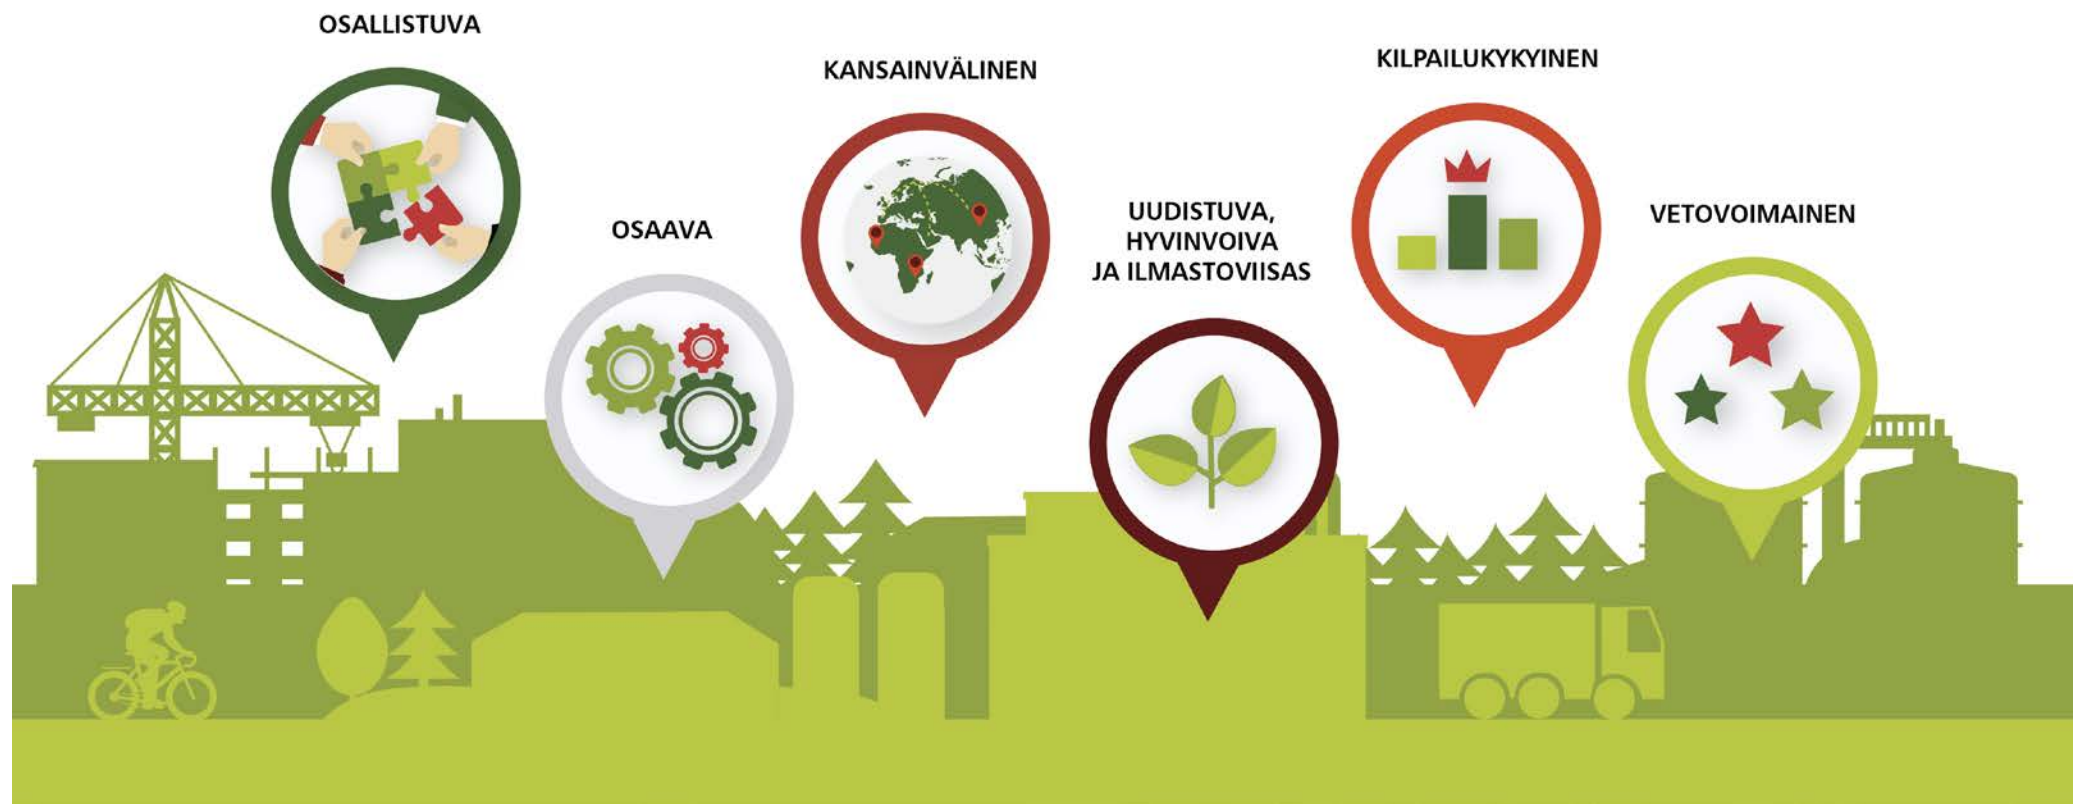 OSALLISTUVA
OSAAVA
KANSAINVÄLINEN
UUDISTUVA,
HYVINVOIVA
JA ILMASTOVIISAS
KILPAILUKYKYINEN
VETOVOIMAINEN